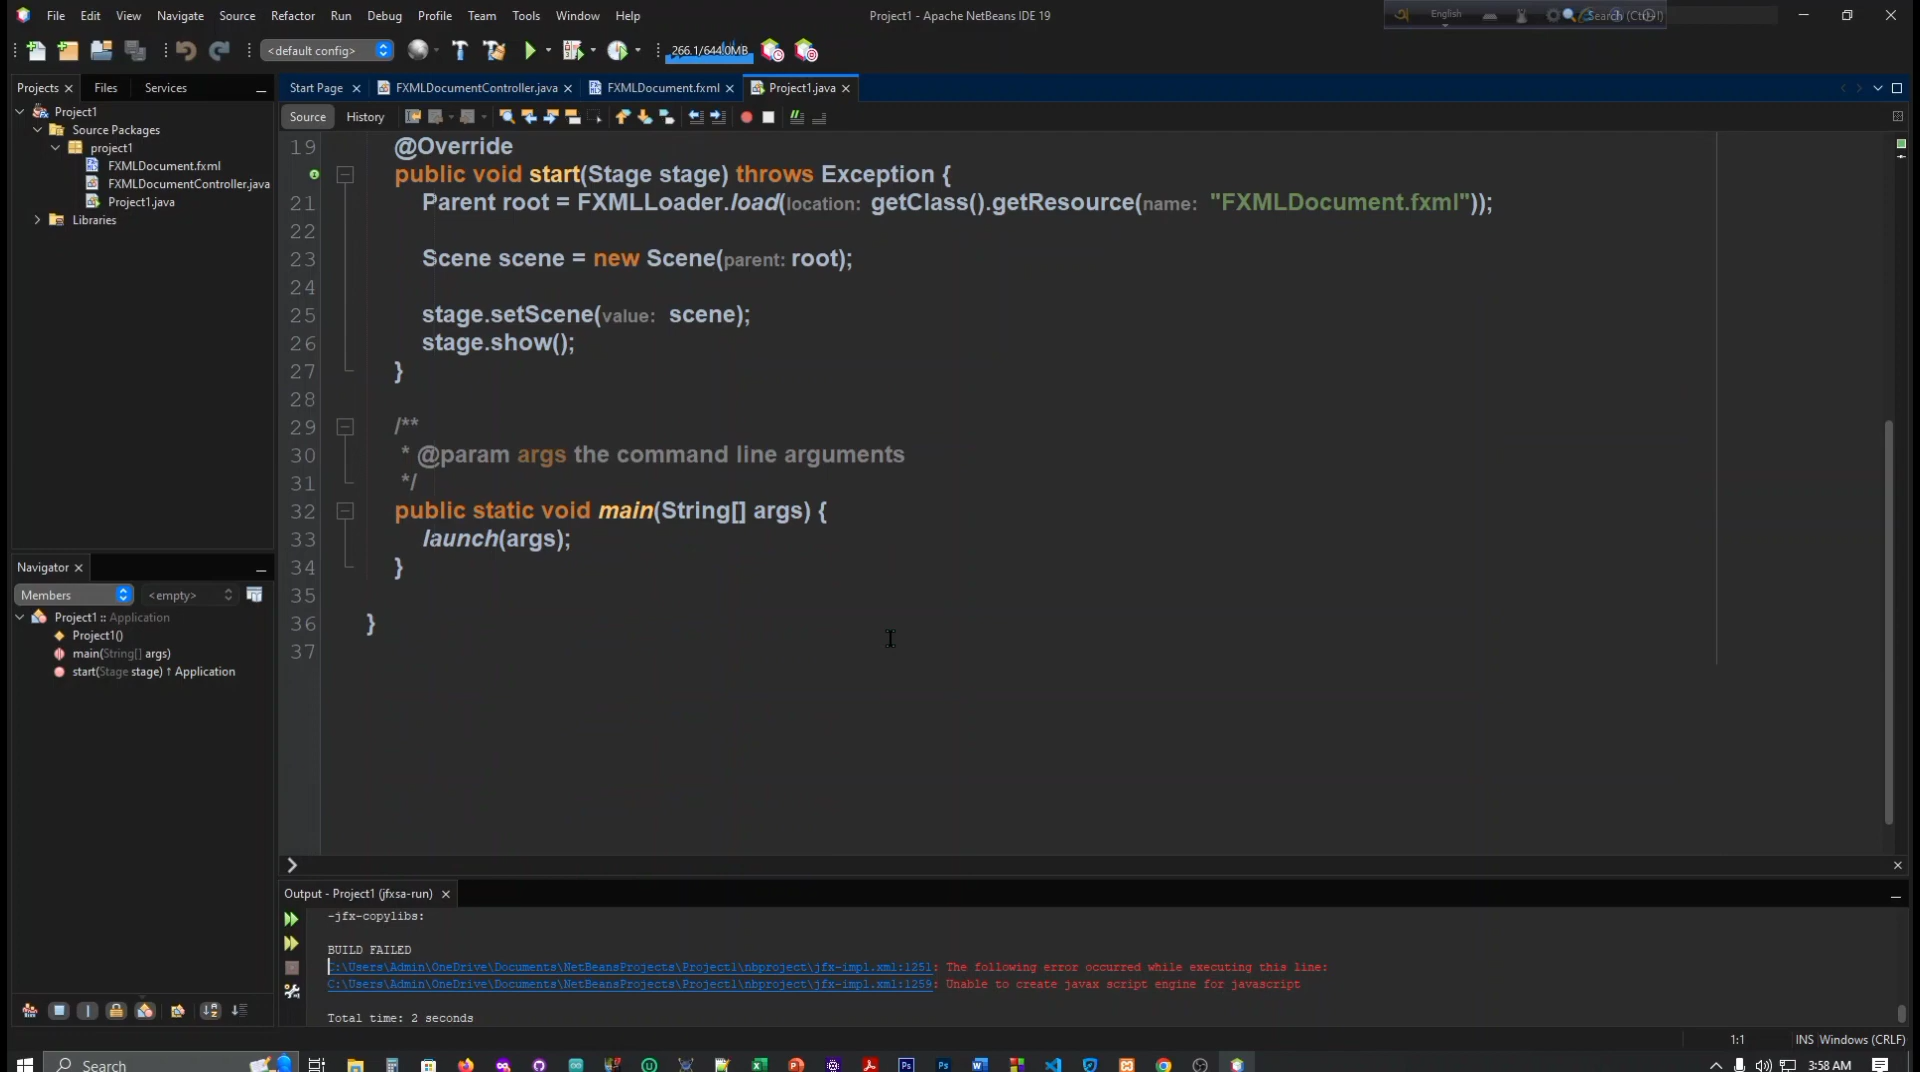 File Edit View Navigate Source Refactor Run Debug Profile Team Tools Window Help
Project1 - Apache NetBeans IDE 19
English
Search (Ctrl+I)
<default config>
266.1/644.0MB
Projects Files Services
Start Page FXMLDocumentController.java FXMLDocument.fxml Project1.java
Source History
Project1
Source Packages
project1
FXMLDocument.fxml
FXMLDocumentController.java
Project1.java
Libraries
19 @Override
public void start(Stage stage) throws Exception {
21 Parent root = FXMLLoader.load(location: getClass().getResource(name: "FXMLDocument.fxml"));
22
23 Scene scene = new Scene(parent: root);
24
25 stage.setScene(value: scene);
26 stage.show();
27 }
28
29 /**
30 * @param args the command line arguments
31 */
32 public static void main(String[] args) {
33 launch(args);
34 }
35
36 }
37
Navigator
Members <empty>
Project1 :: Application
Project1()
main(String[] args)
start(Stage stage) ↑ Application
Output - Project1 (jfxsa-run)
-jfx-copylibs:
BUILD FAILED
C:\Users\Admin\OneDrive\Documents\NetBeansProjects\Project1\nbproject\jfx-impl.xml:1251: The following error occurred while executing this line:
C:\Users\Admin\OneDrive\Documents\NetBeansProjects\Project1\nbproject\jfx-impl.xml:1259: Unable to create javax script engine for javascript
Total time: 2 seconds
1:1 INS Windows (CRLF)
Search
3:58 AM